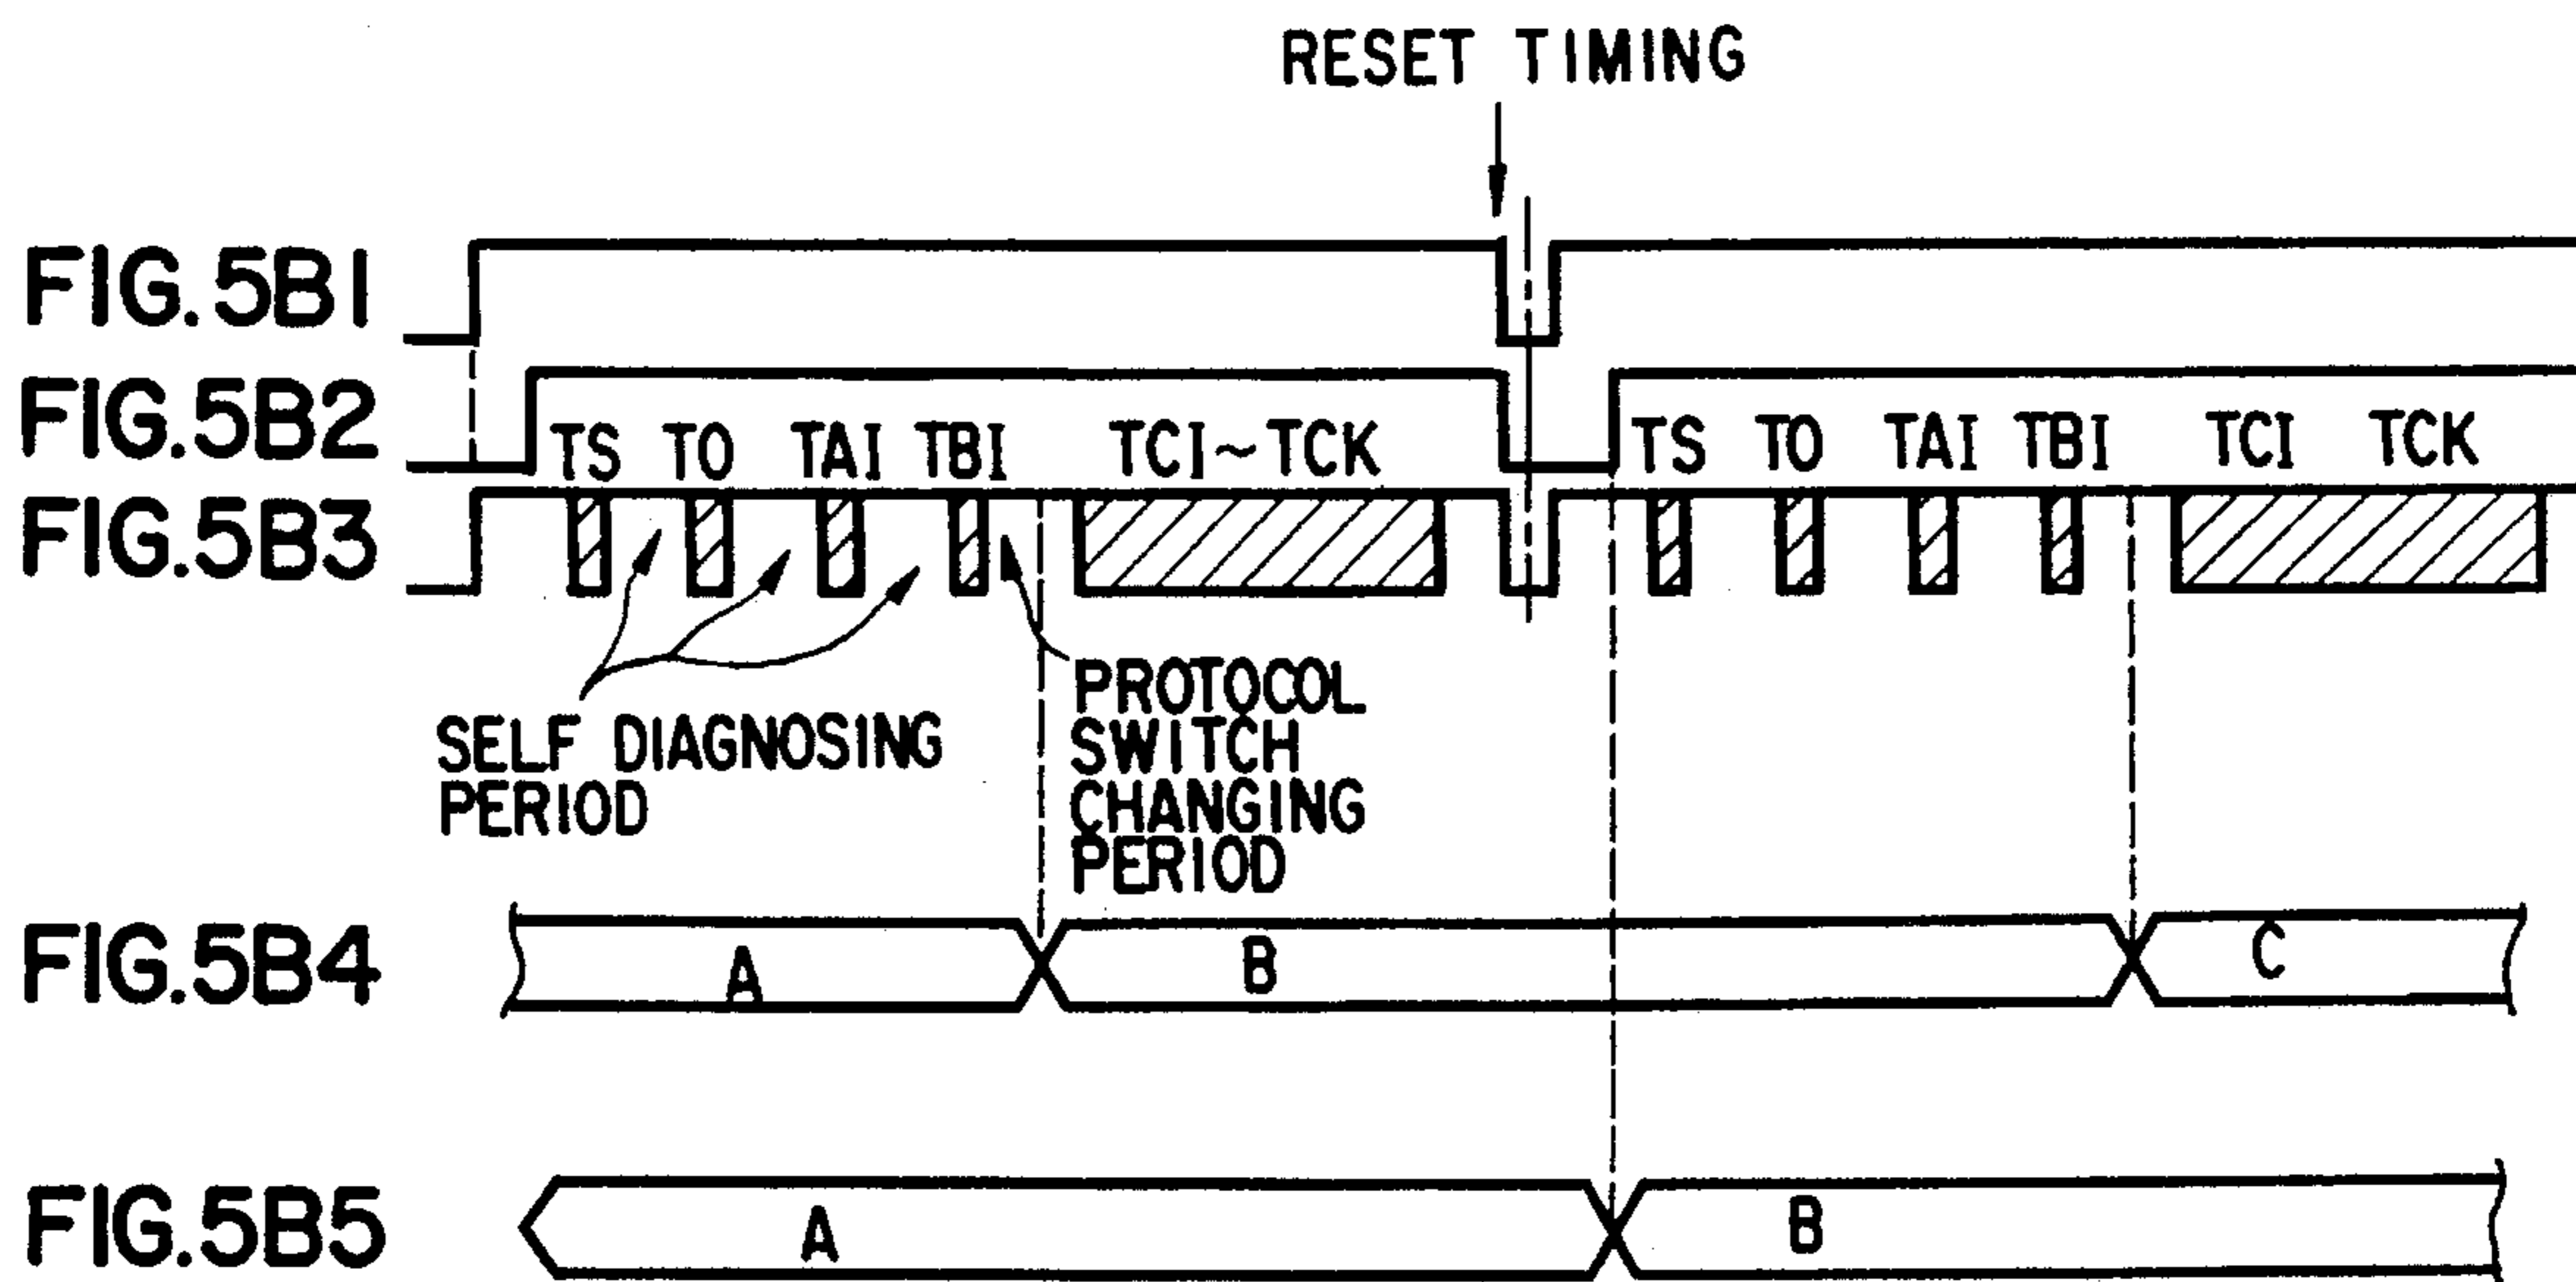 RESET TIMING
FIG.5B1
FIG.5B2
TS TO TAI TBI TCI~TCK TS TO TAI TBI TCI TCK
FIG.5B3
SELF DIAGNOSING
PERIOD
PROTOCOL
SWITCH
CHANGING
PERIOD
FIG.5B4
A B C
FIG.5B5
A B